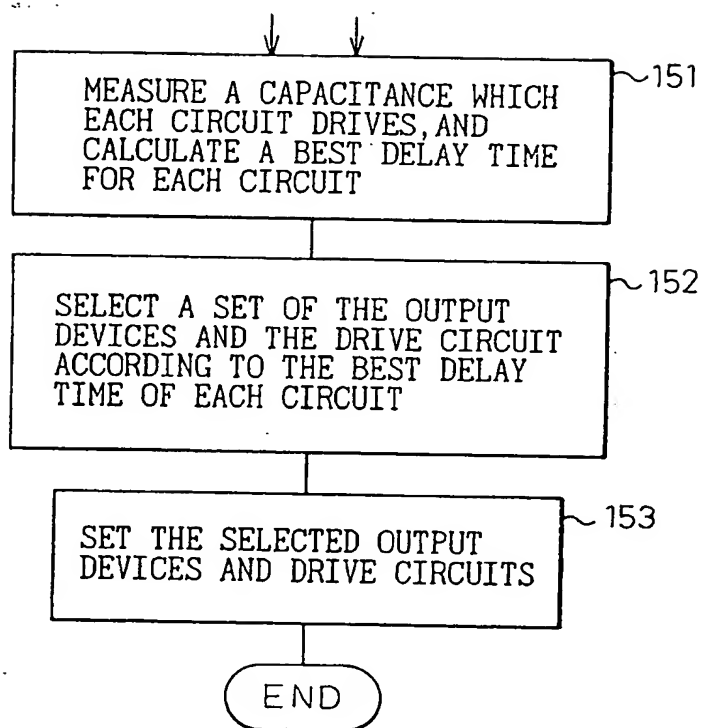 MEASURE A CAPACITANCE WHICH
EACH CIRCUIT DRIVES, AND
CALCULATE A BEST DELAY TIME
FOR EACH CIRCUIT
151
SELECT A SET OF THE OUTPUT
DEVICES AND THE DRIVE CIRCUIT
ACCORDING TO THE BEST DELAY
TIME OF EACH CIRCUIT
152
SET THE SELECTED OUTPUT
DEVICES AND DRIVE CIRCUITS
153
END